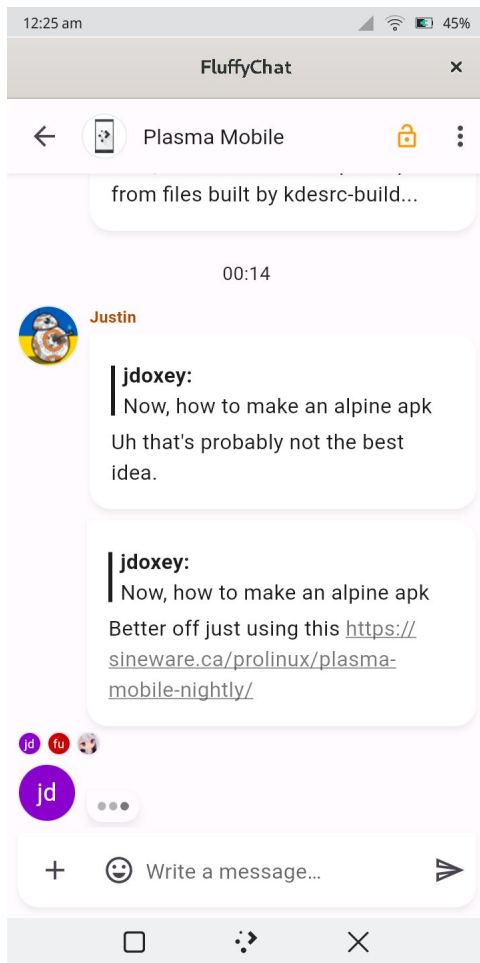 12:25 am
45%
FluffyChat
Plasma Mobile
from files built by kdesrc-build...
00:14
Justin
jdoxey:
Now, how to make an alpine apk
Uh that's probably not the best
idea.
jdoxey:
Now, how to make an alpine apk
Better off just using this https://
sineware.ca/prolinux/plasma-
mobile-nightly/
jd fu
jd
Write a message...